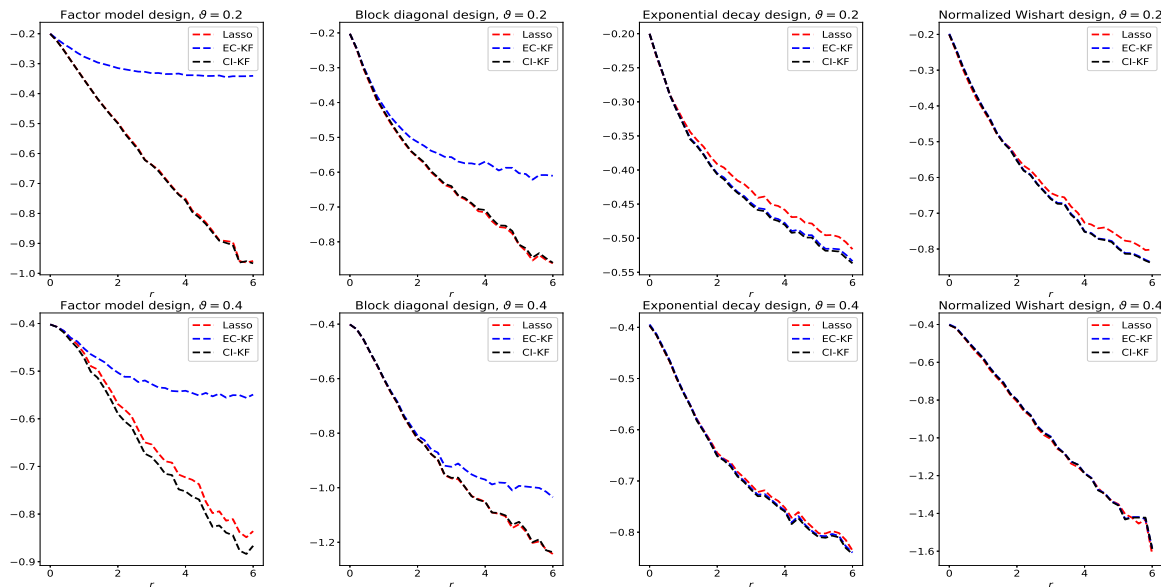 Factor model design, ϑ = 0.2
−0.2
−0.3
−0.4
−0.5
−0.6
−0.7
−0.8
−0.9
−1.0
0
2
4
6
r
Lasso
EC-KF
CI-KF
Block diagonal design, ϑ = 0.2
−0.2
−0.3
−0.4
−0.5
−0.6
−0.7
−0.8
0
2
4
6
r
Lasso
EC-KF
CI-KF
Exponential decay design, ϑ = 0.2
−0.20
−0.25
−0.30
−0.35
−0.40
−0.45
−0.50
−0.55
0
2
4
6
r
Lasso
EC-KF
CI-KF
Normalized Wishart design, ϑ = 0.2
−0.2
−0.3
−0.4
−0.5
−0.6
−0.7
−0.8
0
2
4
6
r
Lasso
EC-KF
CI-KF
Factor model design, ϑ = 0.4
−0.4
−0.5
−0.6
−0.7
−0.8
−0.9
0
2
4
6
r
Lasso
EC-KF
CI-KF
Block diagonal design, ϑ = 0.4
−0.4
−0.6
−0.8
−1.0
−1.2
0
2
4
6
r
Lasso
EC-KF
CI-KF
Exponential decay design, ϑ = 0.4
−0.4
−0.5
−0.6
−0.7
−0.8
0
2
4
6
r
Lasso
EC-KF
CI-KF
Normalized Wishart design, ϑ = 0.4
−0.4
−0.6
−0.8
−1.0
−1.2
−1.4
−1.6
0
2
4
6
r
Lasso
EC-KF
CI-KF